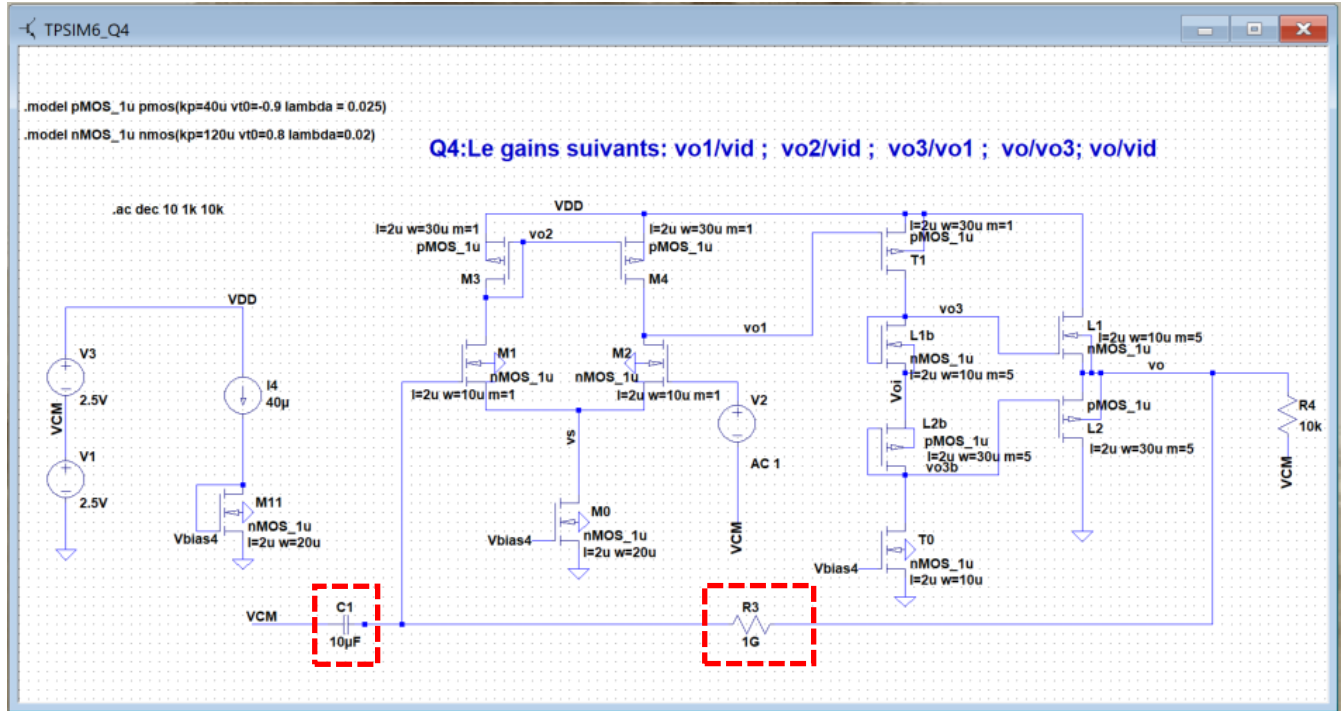 TPSIM6_Q4
.model pMOS_1u pmos(kp=40u vt0=-0.9 lambda = 0.025)
.model nMOS_1u nmos(kp=120u vt0=0.8 lambda=0.02)
Q4:Le gains suivants: vo1/vid ; vo2/vid ; vo3/vo1 ; vo/vo3; vo/vid
.ac dec 10 1k 10k
VDD
l=2u w=30u m=1
pMOS_1u
vo2
M3
l=2u w=30u m=1
pMOS_1u
M4
l=2u w=30u m=1
pMOS_1u
T1
VDD
V3
2.5V
VCM
V1
2.5V
I4
40µ
M11
nMOS_1u
l=2u w=20u
Vbias4
M1
nMOS_1u
l=2u w=10u m=1
vo1
M2
nMOS_1u
l=2u w=10u m=1
V2
AC 1
VCM
vs
M0
nMOS_1u
l=2u w=20u
Vbias4
vo3
L1b
nMOS_1u
l=2u w=10u m=5
Voi
L2b
pMOS_1u
l=2u w=30u m=5
vo3b
T0
nMOS_1u
l=2u w=10u
Vbias4
L1
l=2u w=10u m=5
nMOS_1u
vo
pMOS_1u
L2
l=2u w=30u m=5
R4
10k
VCM
VCM
C1
10µF
R3
1G